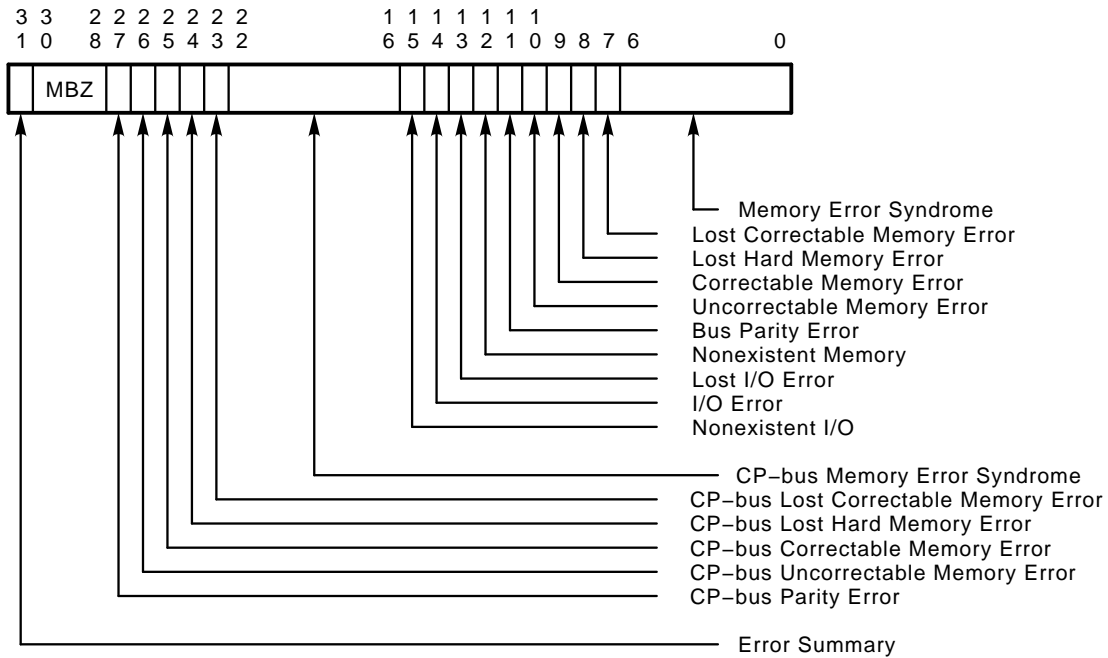 3 3 2 2 2 2 2 2 2 1 1 1 1 1 1 1
1 0 8 7 6 5 4 3 2 6 5 4 3 2 1 0 9 8 7 6 0
MBZ
Memory Error Syndrome
Lost Correctable Memory Error
Lost Hard Memory Error
Correctable Memory Error
Uncorrectable Memory Error
Bus Parity Error
Nonexistent Memory
Lost I/O Error
I/O Error
Nonexistent I/O
CP−bus Memory Error Syndrome
CP−bus Lost Correctable Memory Error
CP−bus Lost Hard Memory Error
CP−bus Correctable Memory Error
CP−bus Uncorrectable Memory Error
CP−bus Parity Error
Error Summary